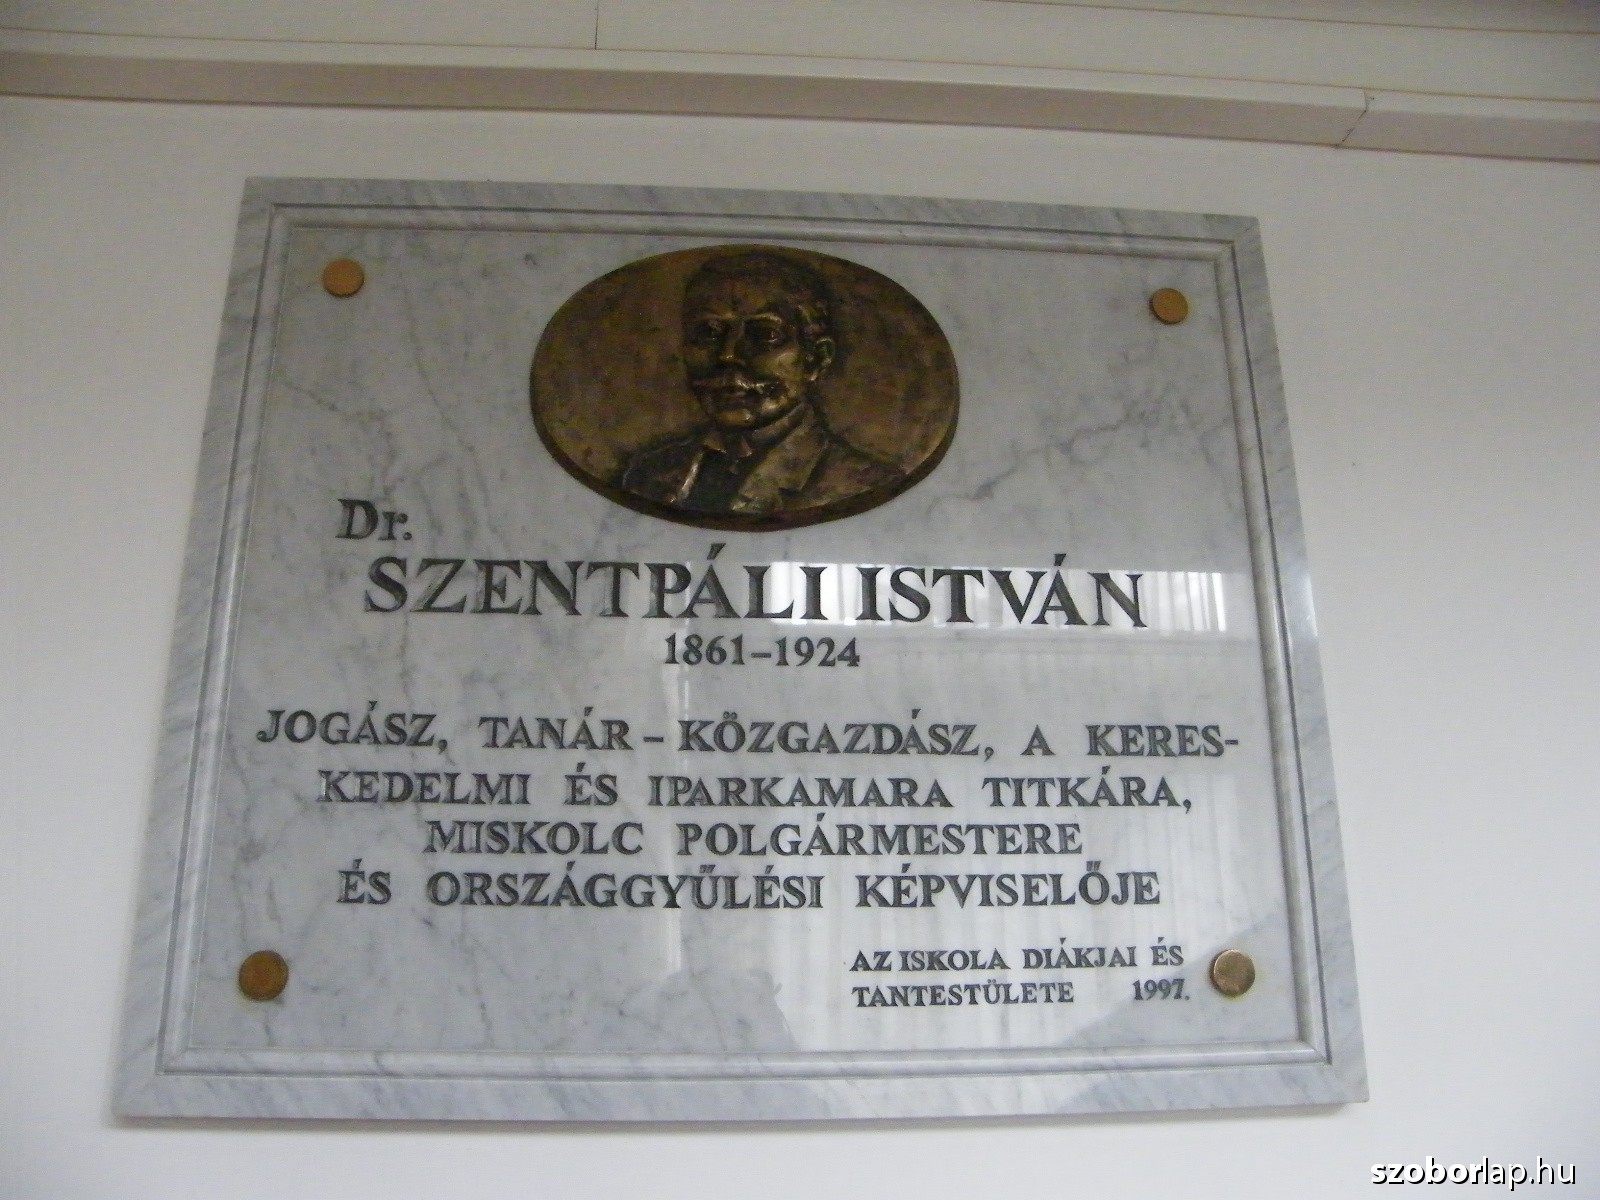 Dr.
SZENTPÁLI ISTVÁN
1861–1924
JOGÁSZ, TANÁR – KÖZGAZDÁSZ, A KERES-
KEDELMI ÉS IPARKAMARA TITKÁRA,
MISKOLC POLGÁRMESTERE
ÉS ORSZÁGGYŰLÉSI KÉPVISELŐJE
AZ ISKOLA DIÁKJAI ÉS
TANTESTÜLETE 1997.
szoborlap.hu